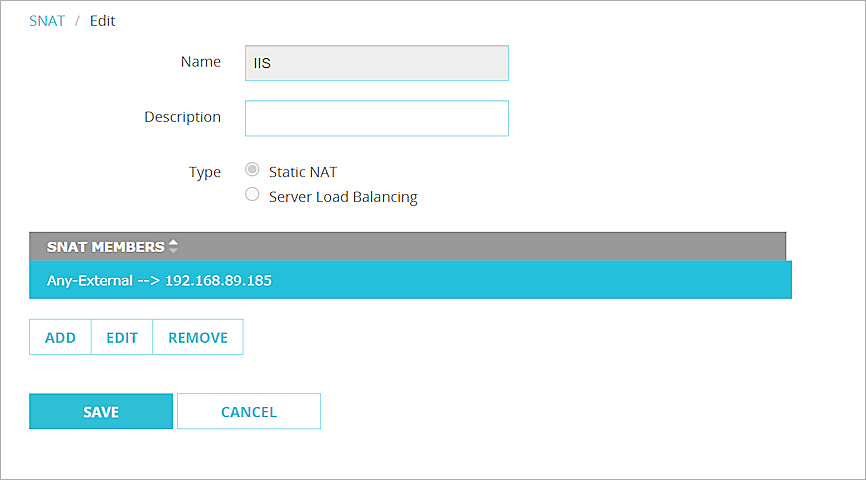 SNAT / Edit
Name IIS
Description
Type Static NAT
Server Load Balancing
SNAT MEMBERS
Any-External --> 192.168.89.185
ADD EDIT REMOVE
SAVE CANCEL